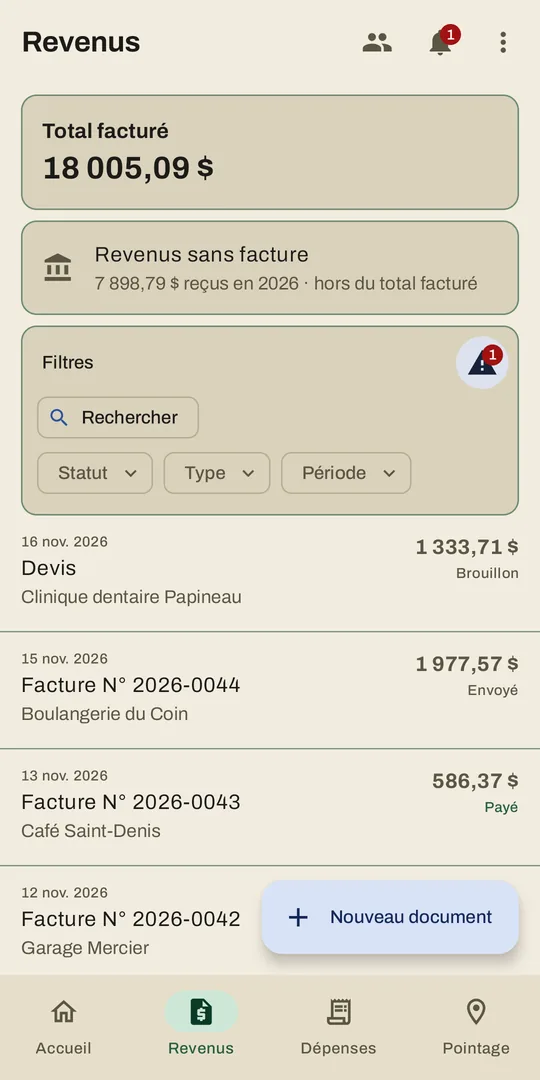 Revenus
1
Total facturé
18 005,09 $
Revenus sans facture
7 898,79 $ reçus en 2026 · hors du total facturé
Filtres
1
Rechercher
Statut
Type
Période
16 nov. 2026
1 333,71 $
Devis
Brouillon
Clinique dentaire Papineau
15 nov. 2026
1 977,57 $
Facture N° 2026-0044
Envoyé
Boulangerie du Coin
13 nov. 2026
586,37 $
Facture N° 2026-0043
Payé
Café Saint-Denis
12 nov. 2026
Facture N° 2026-0042
Garage Mercier
Nouveau document
Accueil
Revenus
Dépenses
Pointage